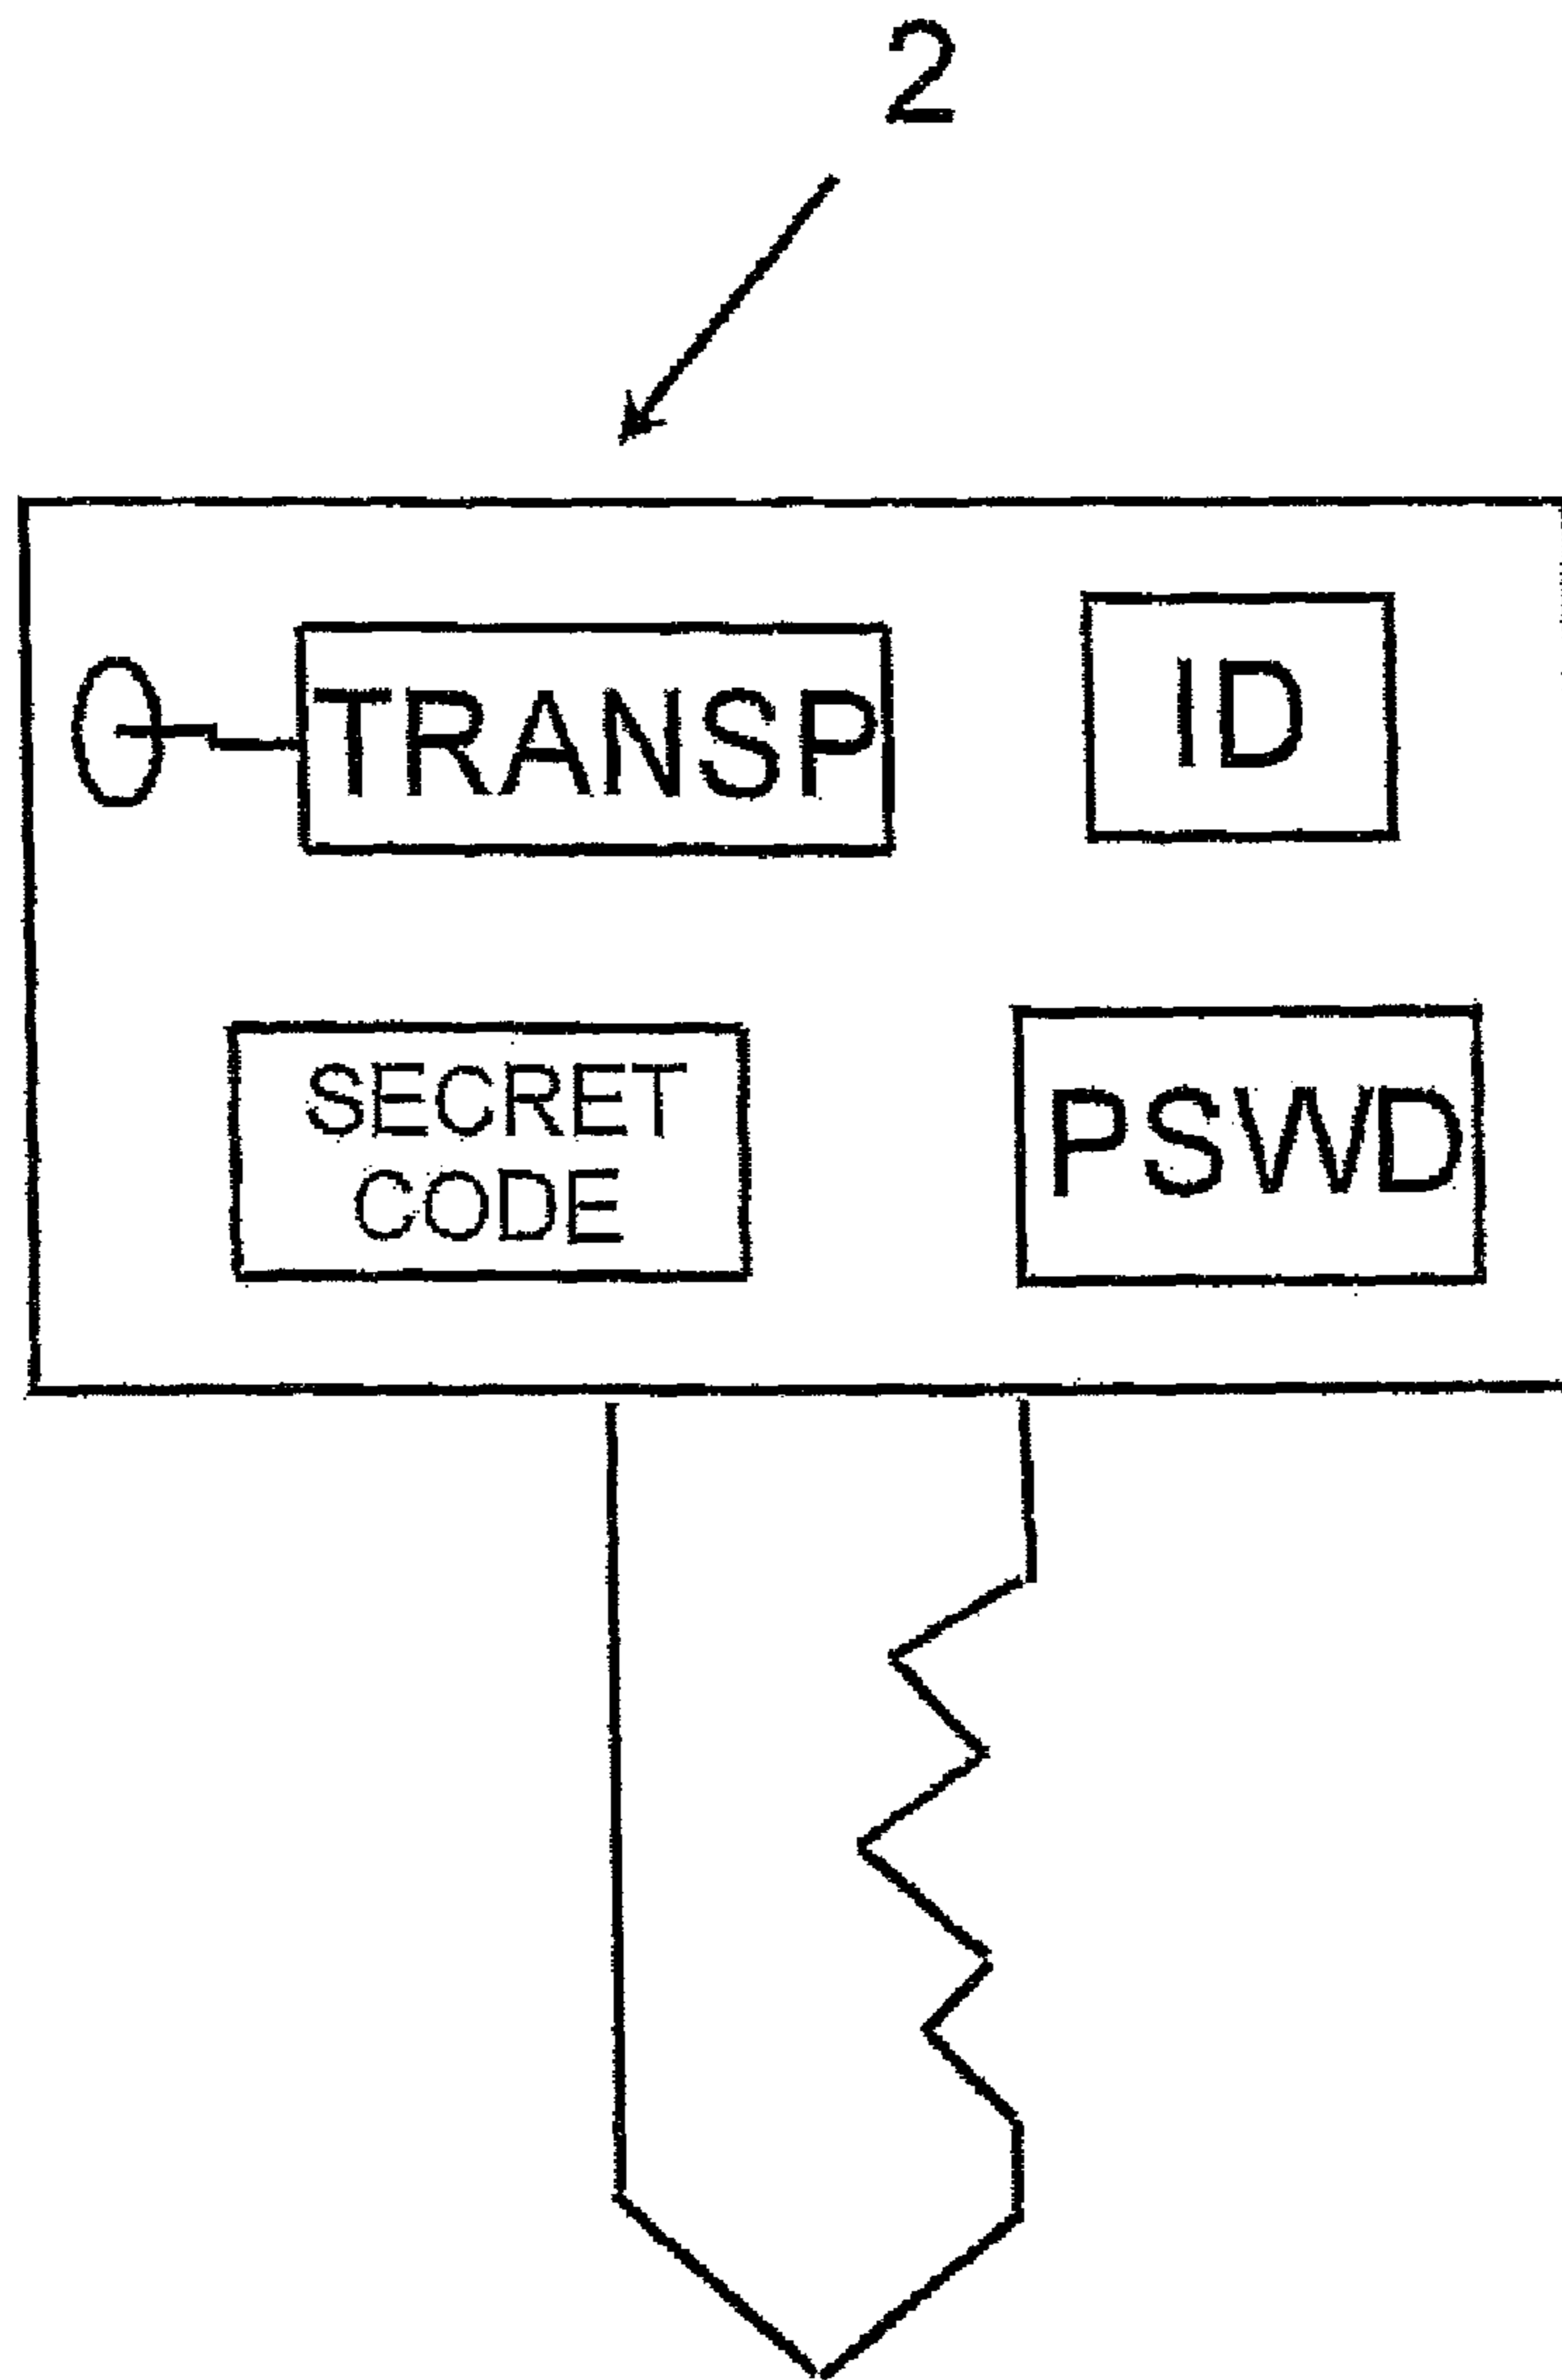 2
TRANSP
ID
SECRET
CODE
PSWD